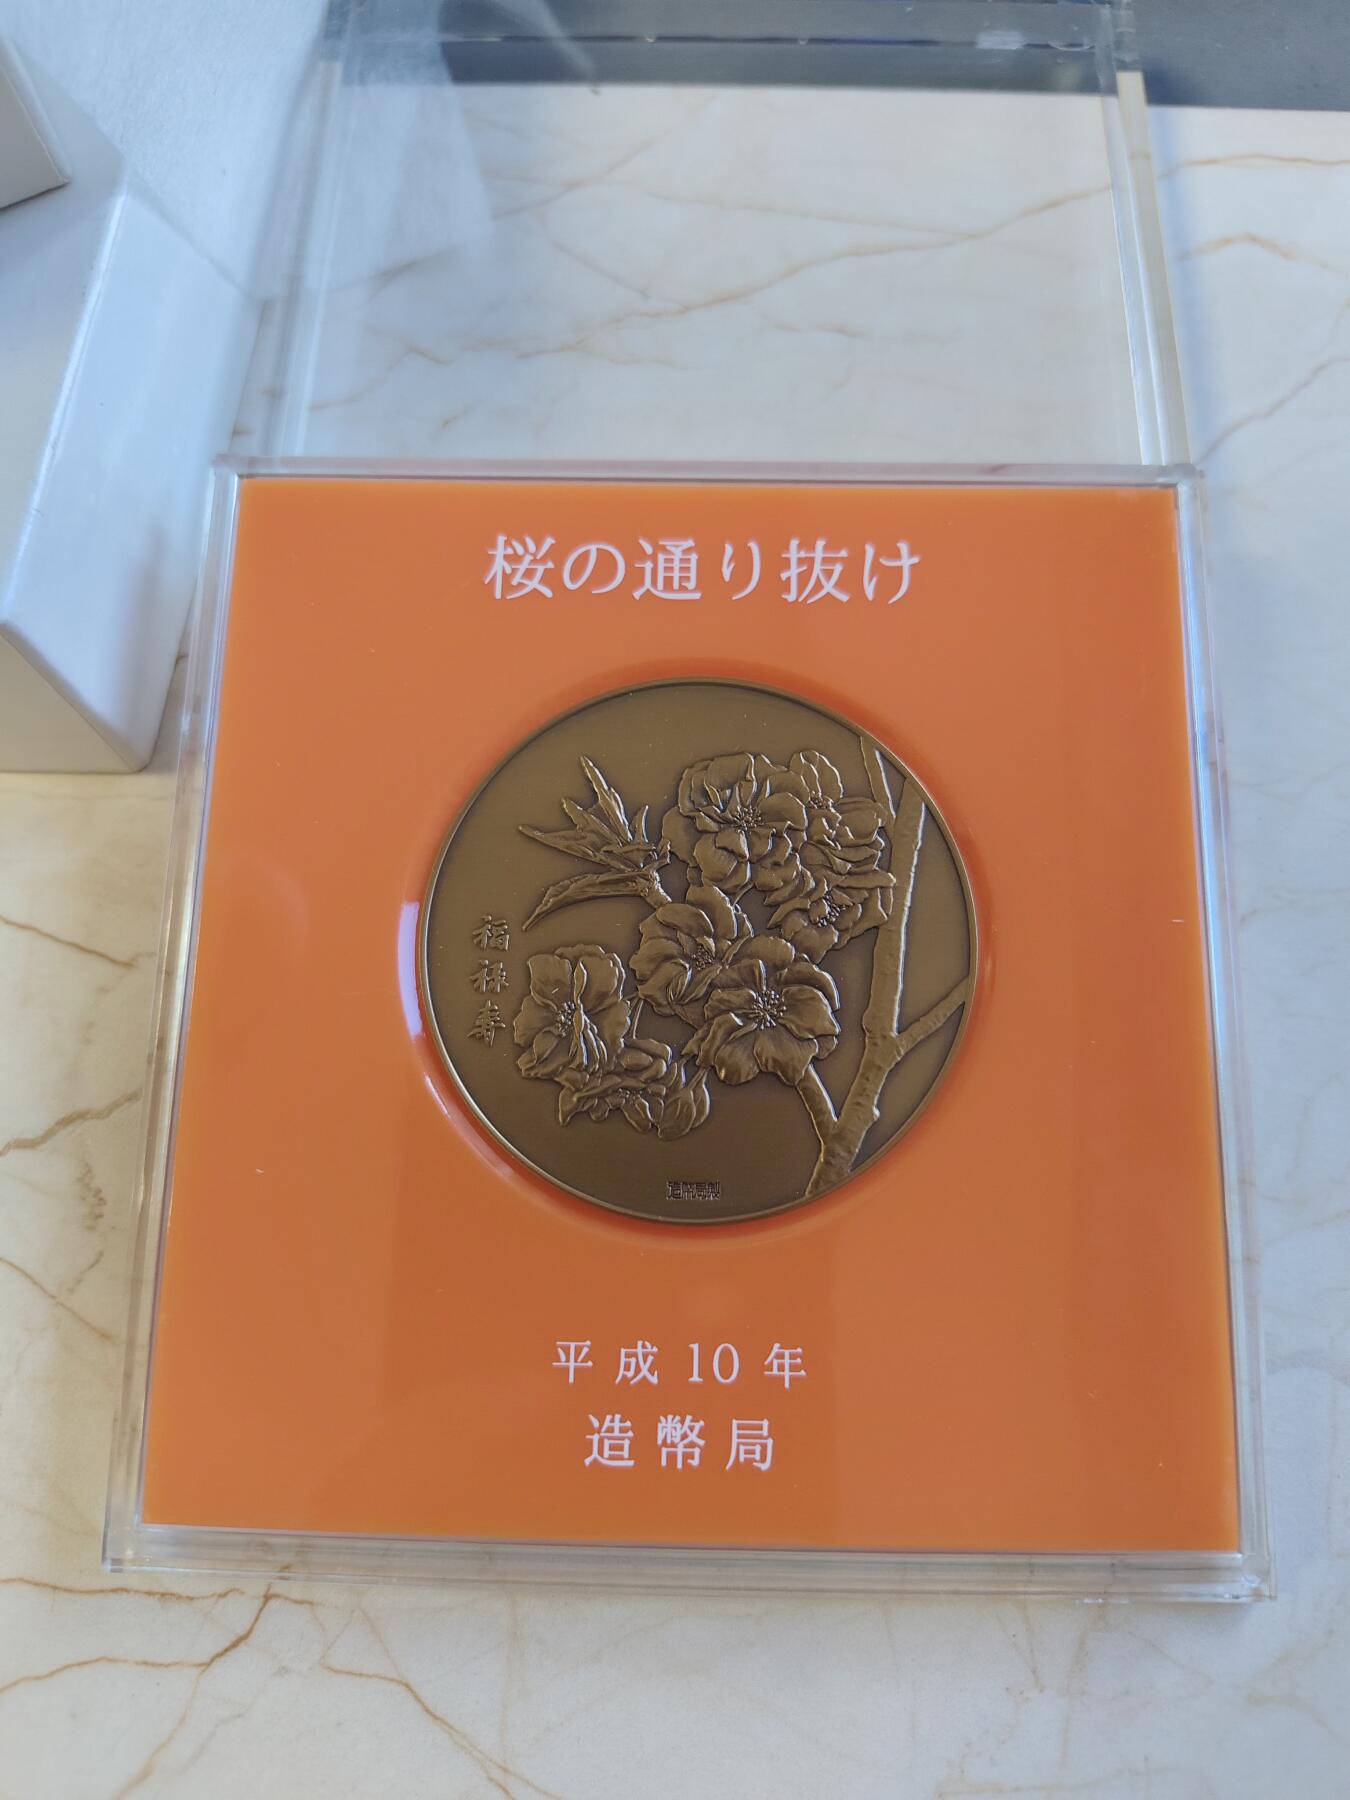 桜の通り抜け
福禄寿
造幣局製
平成10年
造幣局